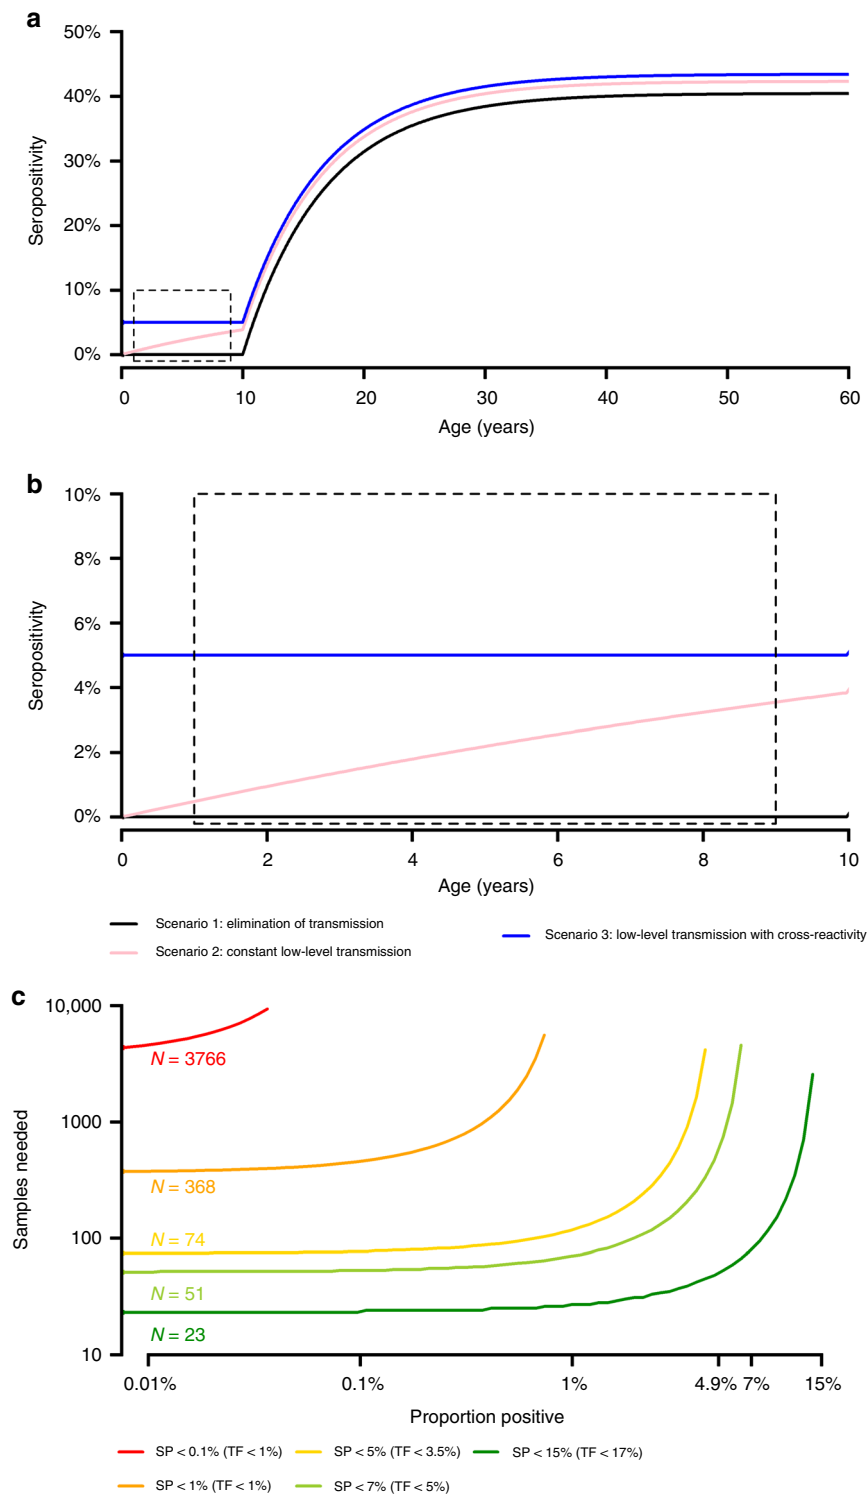 a
50%
40%
30%
20%
10%
0%
Seropositivity
0 10 20 30 40 50 60
Age (years)
b
10%
8%
6%
4%
2%
0%
Seropositivity
0 2 4 6 8 10
Age (years)
Scenario 1: elimination of transmission
Scenario 2: constant low-level transmission
Scenario 3: low-level transmission with cross-reactivity
c
10,000
1000
100
10
Samples needed
N = 3766
N = 368
N = 74
N = 51
N = 23
0.01% 0.1% 1% 4.9% 7% 15%
Proportion positive
SP < 0.1% (TF < 1%) SP < 5% (TF < 3.5%) SP < 15% (TF < 17%)
SP < 1% (TF < 1%) SP < 7% (TF < 5%)